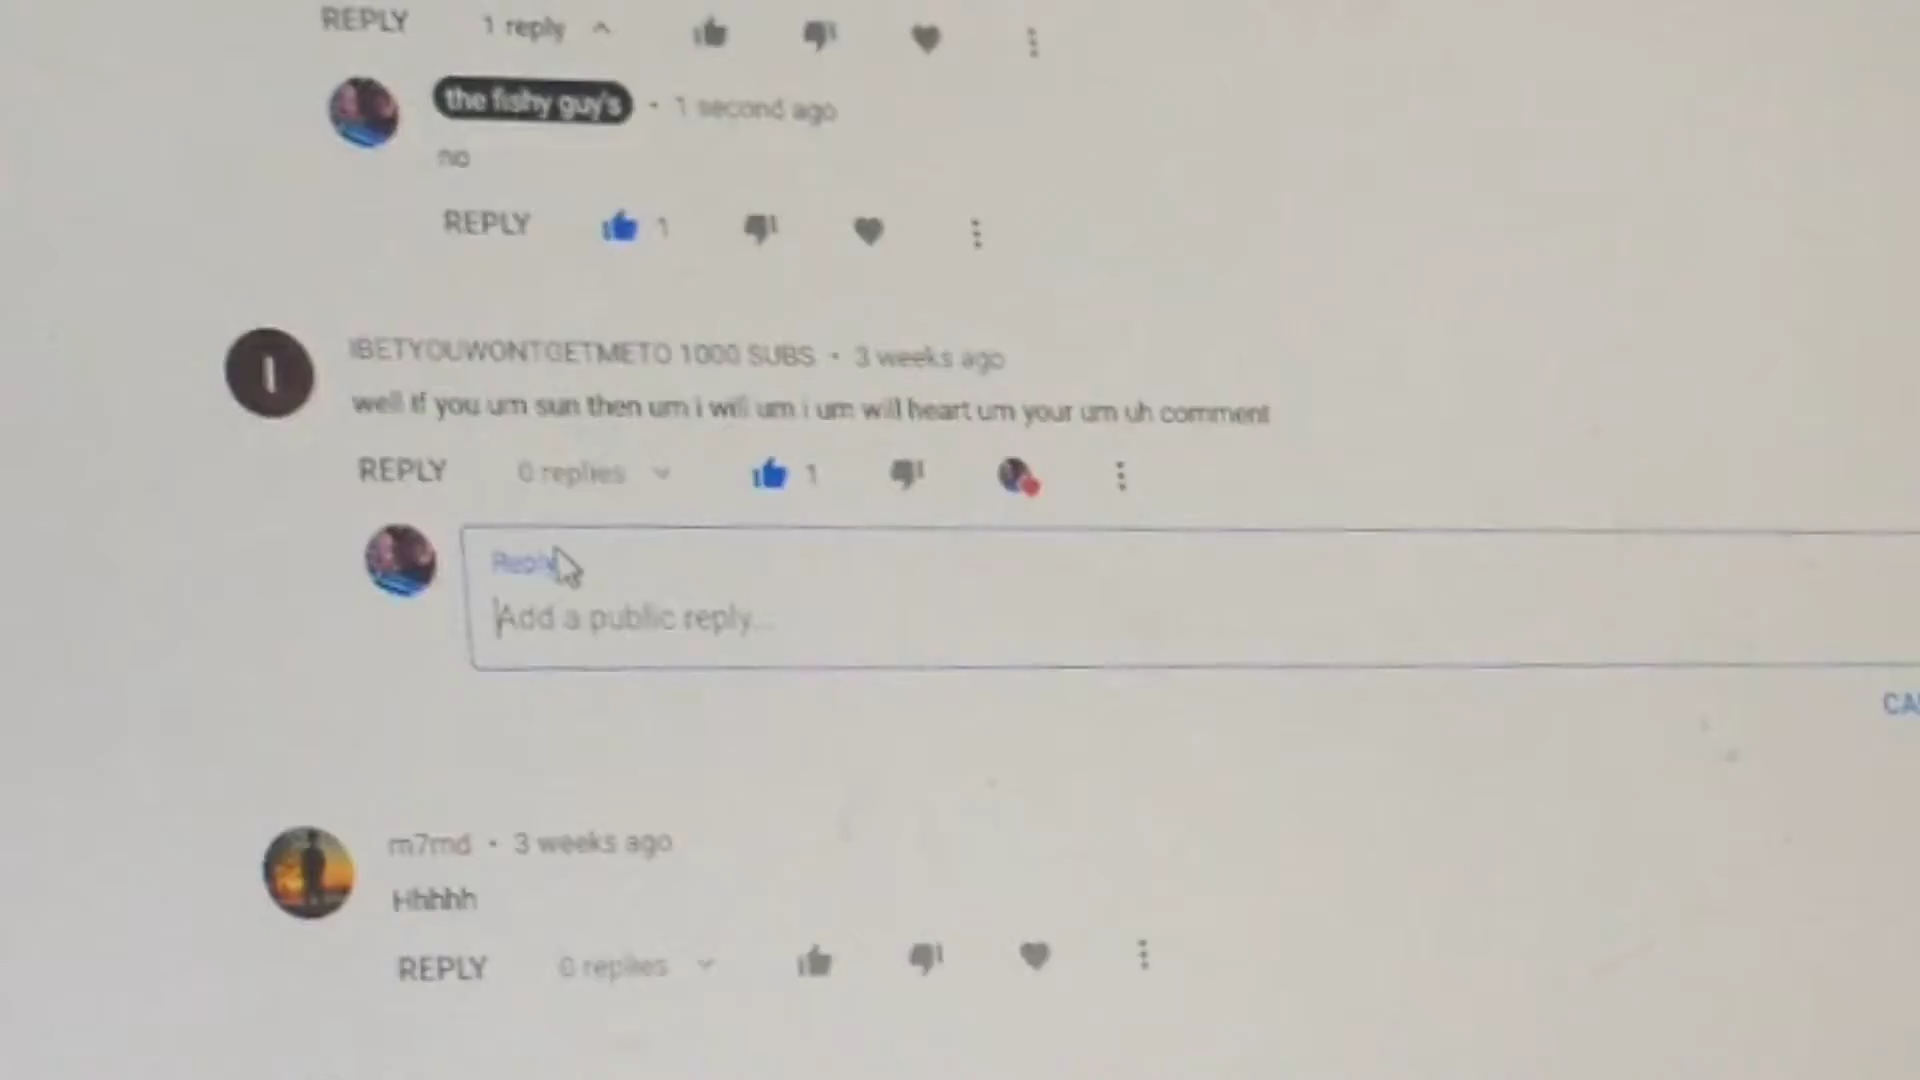 REPLY 1 reply
the fishy guy's • 1 second ago
no
REPLY 1
I
IBETYOUWONTGETMETO 1000 SUBS • 3 weeks ago
well If you um sun then um i will um i um will heart um your um uh comment
REPLY 0 replies 1
Reply
Add a public reply...
CA
m7md • 3 weeks ago
Hhhhh
REPLY 0 replies